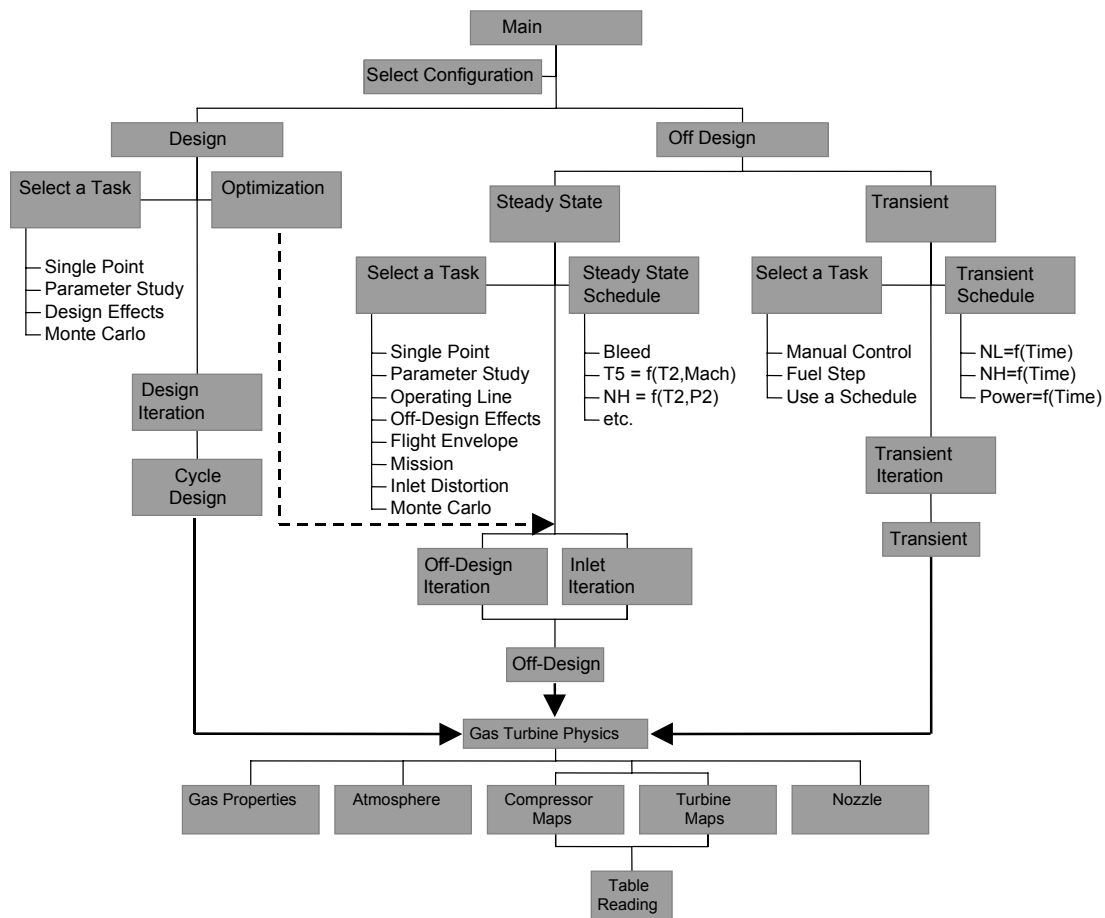 Main
Select Configuration
Design
Off Design
Select a Task
Optimization
Steady State
Transient
Single Point
Parameter Study
Design Effects
Monte Carlo
Select a Task
Steady State
Schedule
Select a Task
Transient
Schedule
Single Point
Parameter Study
Operating Line
Off-Design Effects
Flight Envelope
Mission
Inlet Distortion
Monte Carlo
Bleed
T5 = f(T2,Mach)
NH = f(T2,P2)
etc.
Manual Control
Fuel Step
Use a Schedule
NL=f(Time)
NH=f(Time)
Power=f(Time)
Design
Iteration
Cycle
Design
Transient
Iteration
Transient
Off-Design
Iteration
Inlet
Iteration
Off-Design
Gas Turbine Physics
Gas Properties
Atmosphere
Compressor
Maps
Turbine
Maps
Nozzle
Table
Reading